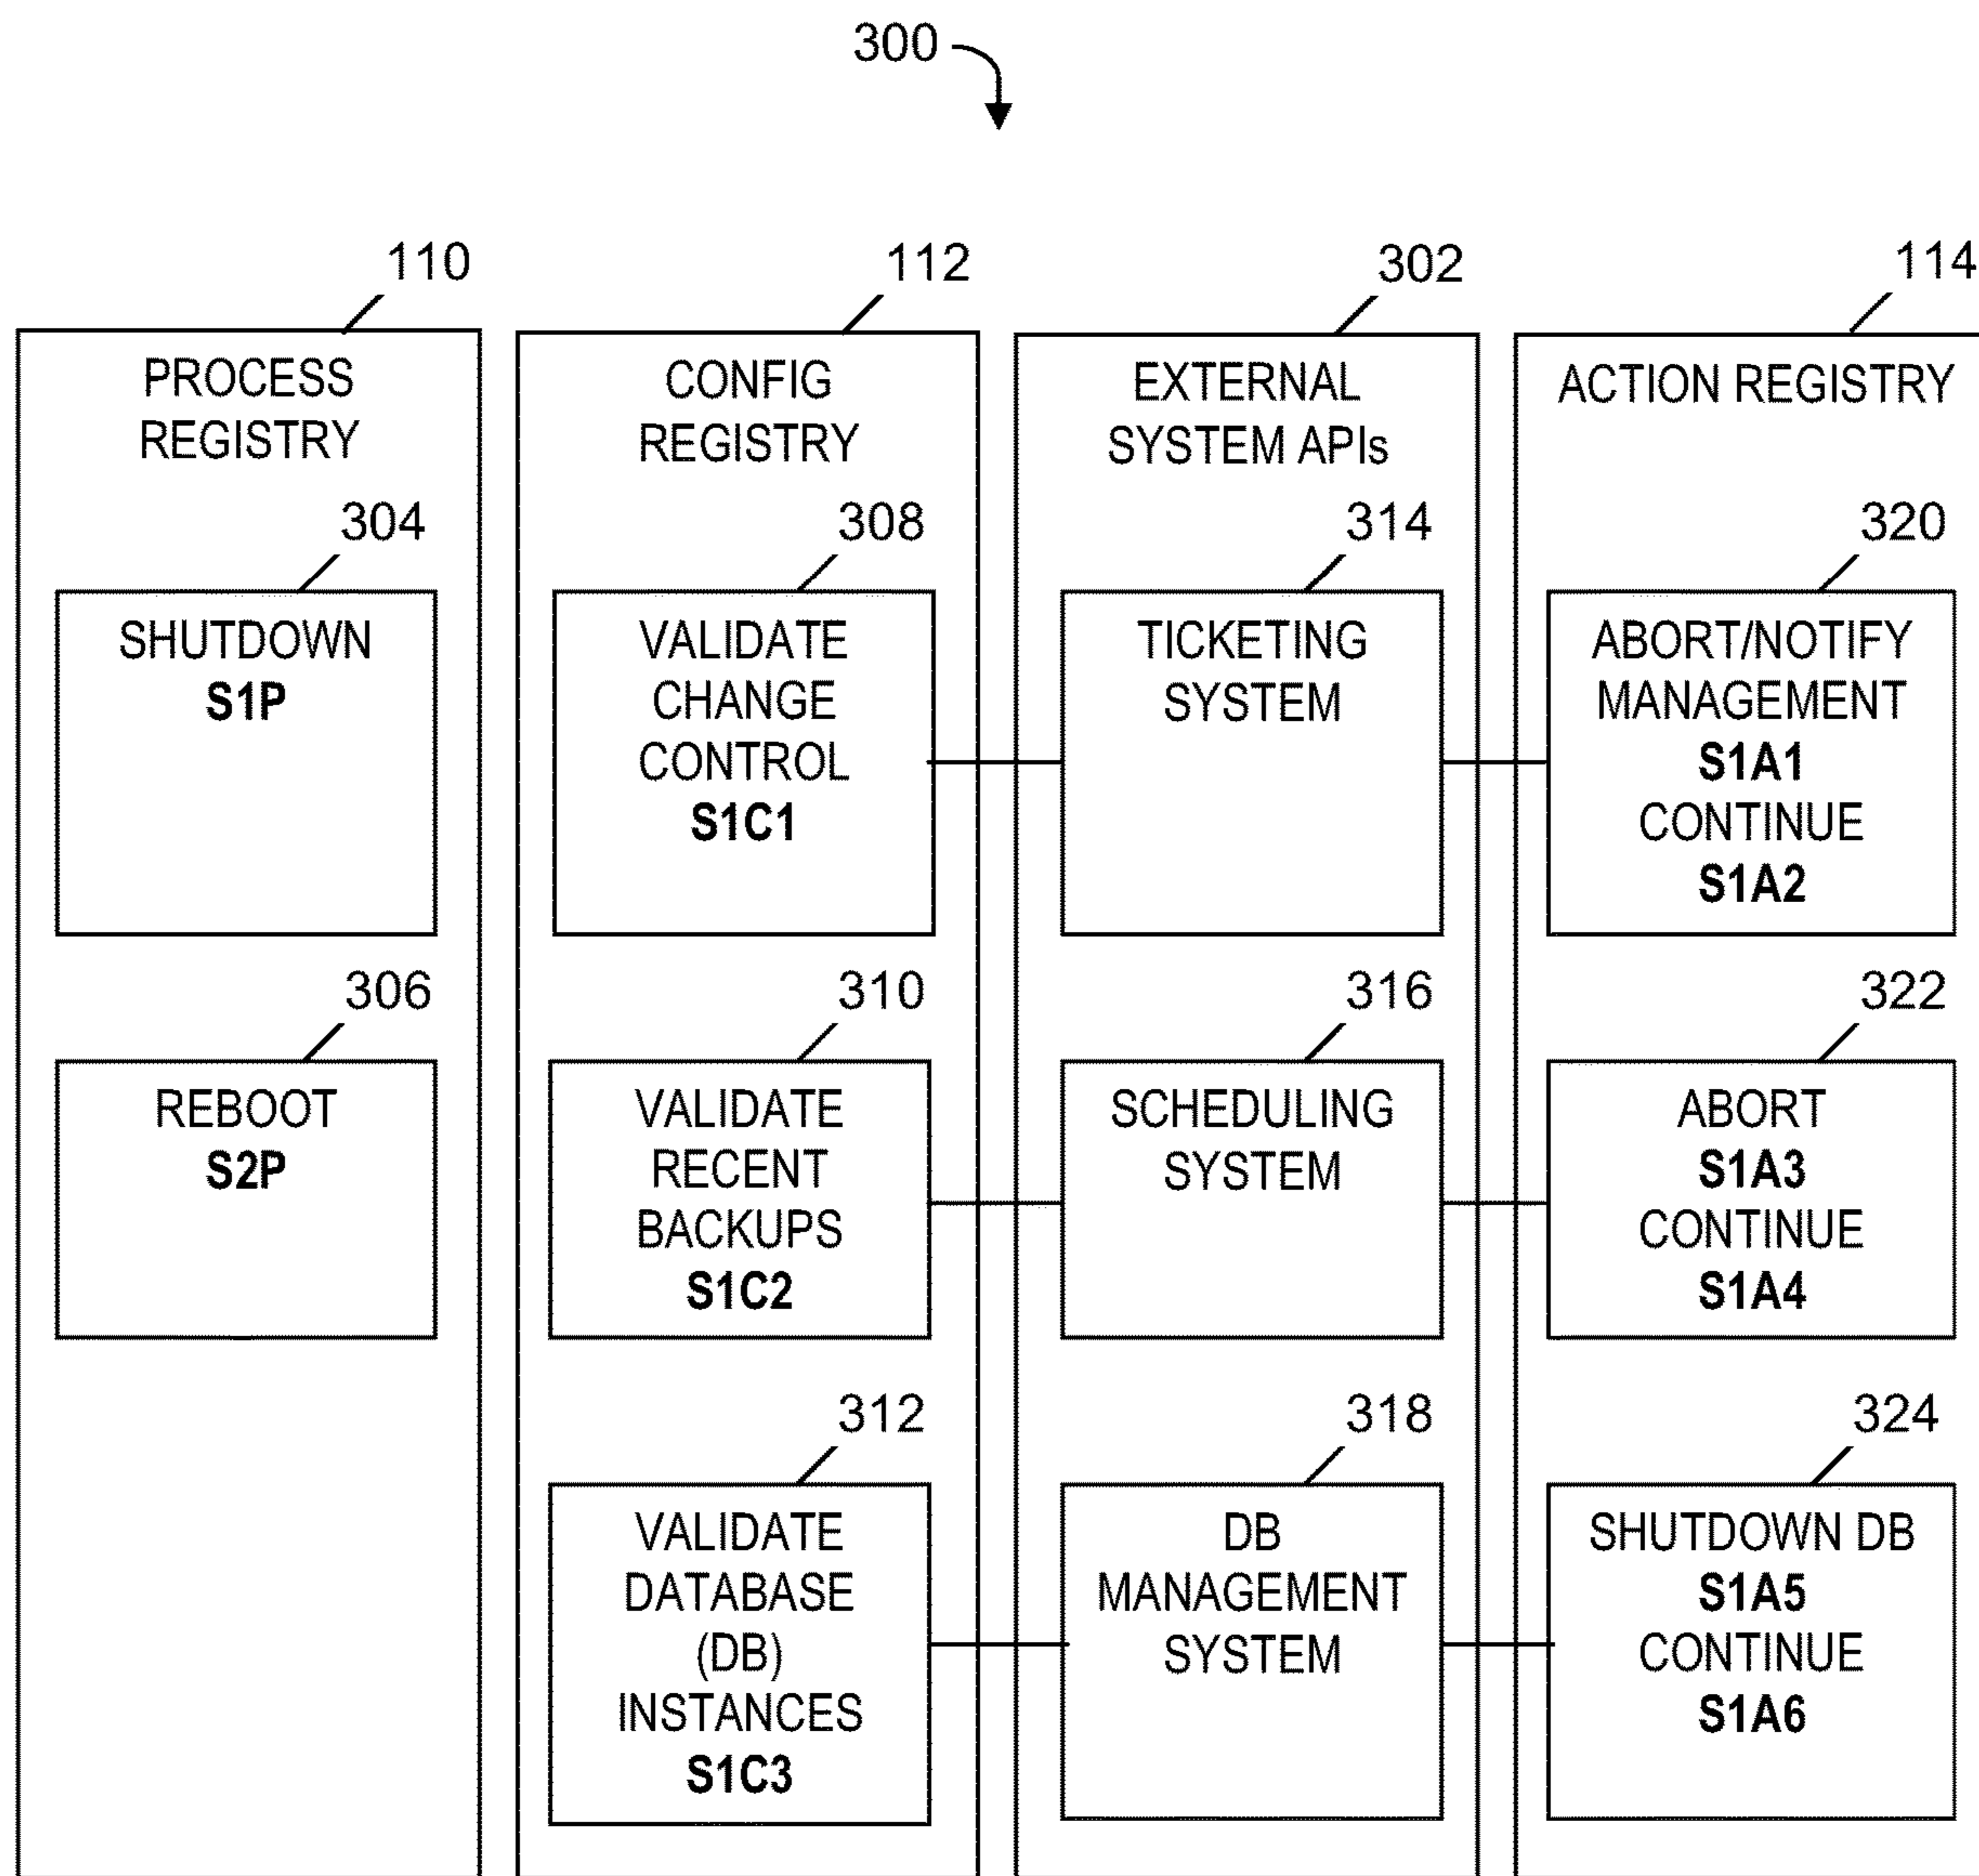 300
110
PROCESS
REGISTRY
304
SHUTDOWN
S1P
306
REBOOT
S2P
112
CONFIG
REGISTRY
308
VALIDATE
CHANGE
CONTROL
S1C1
310
VALIDATE
RECENT
BACKUPS
S1C2
312
VALIDATE
DATABASE
(DB)
INSTANCES
S1C3
302
EXTERNAL
SYSTEM APIs
314
TICKETING
SYSTEM
316
SCHEDULING
SYSTEM
318
DB
MANAGEMENT
SYSTEM
114
ACTION REGISTRY
320
ABORT/NOTIFY
MANAGEMENT
S1A1
CONTINUE
S1A2
322
ABORT
S1A3
CONTINUE
S1A4
324
SHUTDOWN DB
S1A5
CONTINUE
S1A6